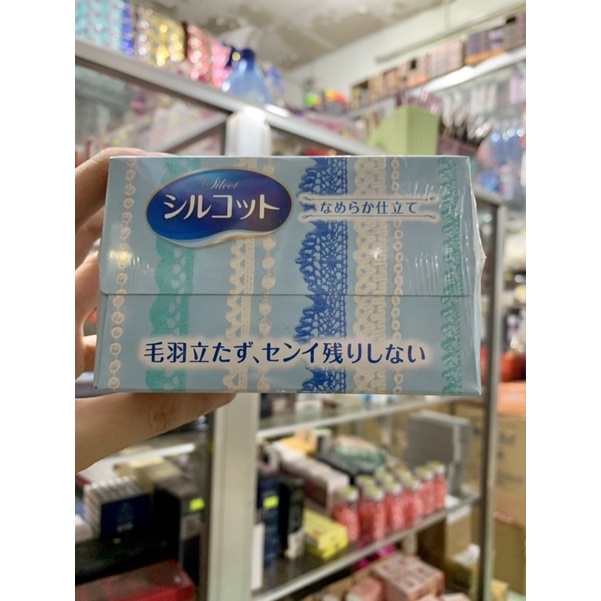 Silcot
シルコット
なめらか仕立て
毛羽立たず、センイ残りしない